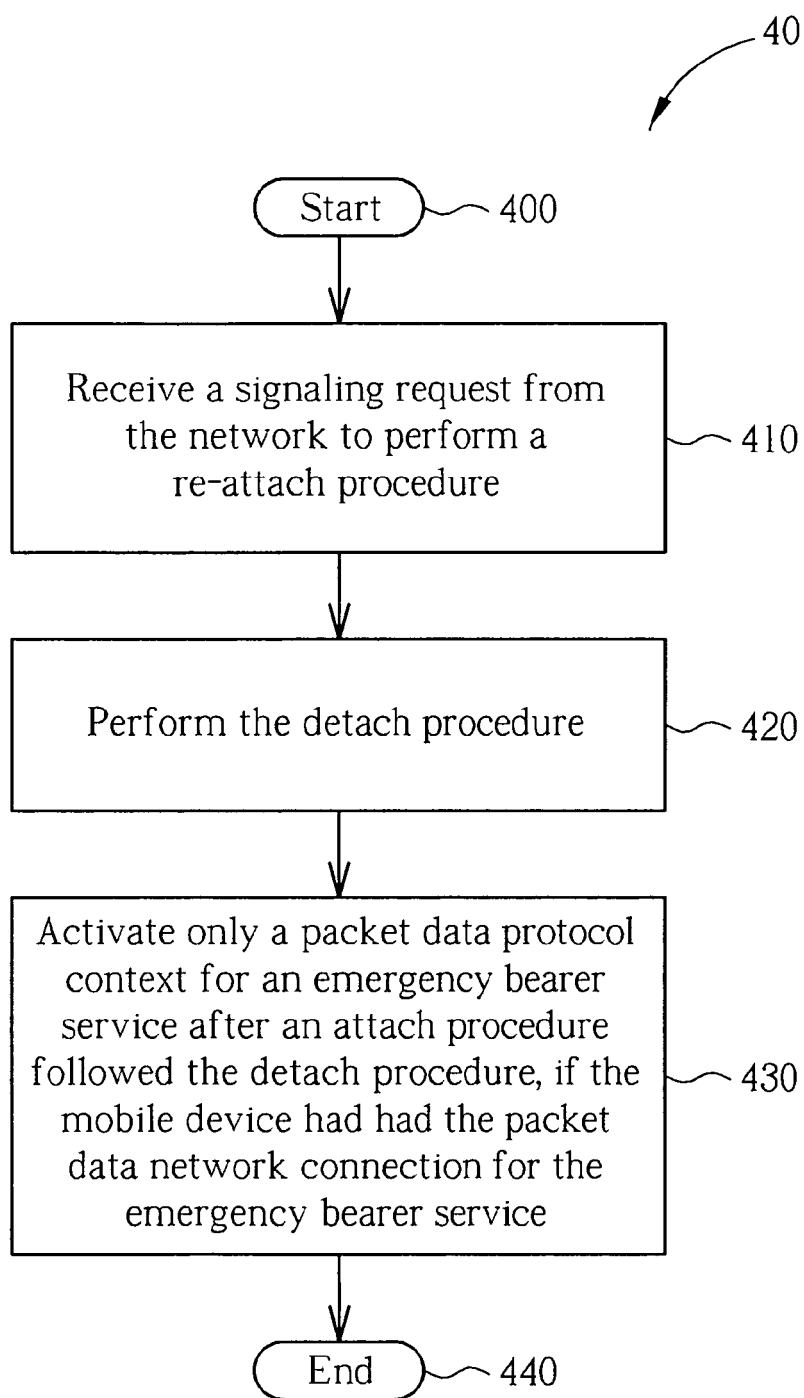 40
Start
400
Receive a signaling request from
the network to perform a
re-attach procedure
410
Perform the detach procedure
420
Activate only a packet data protocol
context for an emergency bearer
service after an attach procedure
followed the detach procedure, if the
mobile device had had the packet
data network connection for the
emergency bearer service
430
End
440